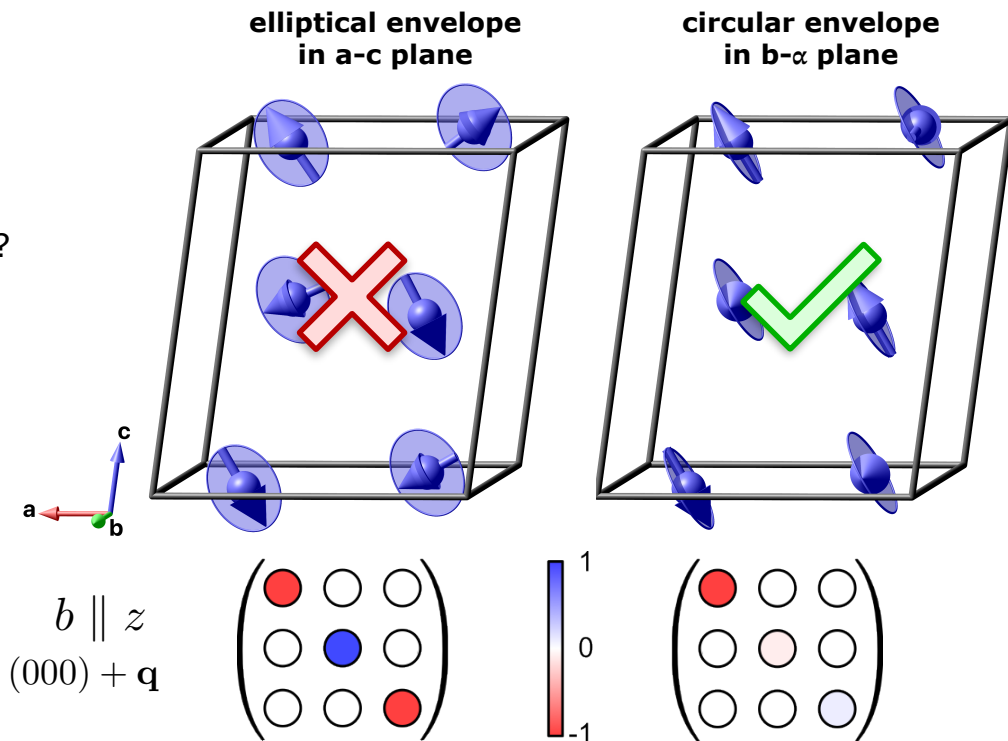 elliptical envelope
in a-c plane
circular envelope
in b-α plane
?
c
a
b
b ∥ z
(000) + q
1
0
-1